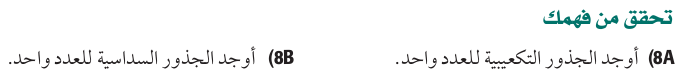 تحقق من فهمك
8A) أوجد الجذور التكعيبية للعدد واحد.
8B) أوجد الجذور السداسية للعدد واحد.